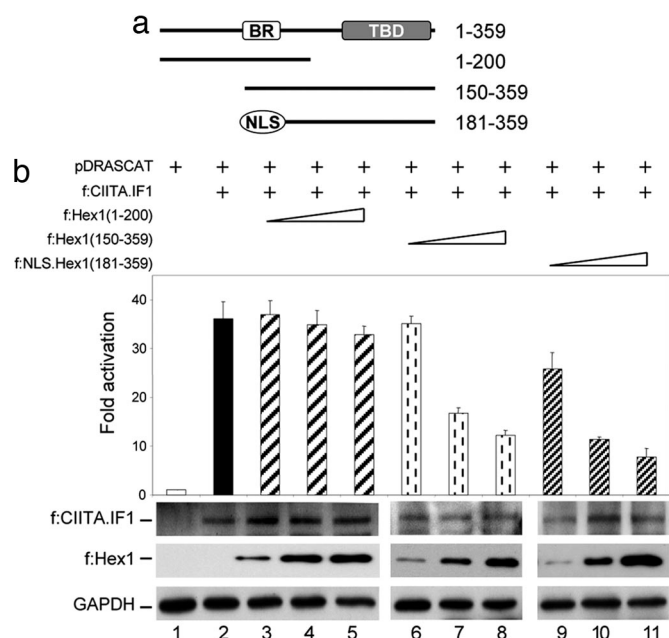 a
BR TBD 1-359
1-200
150-359
NLS 181-359
b
pDRASCAT + + + + + + + + + + +
f:CIITA.IF1 + + + + + + + + + +
f:Hex1(1-200)
f:Hex1(150-359)
f:NLS.Hex1(181-359)
Fold activation
40
30
20
10
0
f:CIITA.IF1
f:Hex1
GAPDH
1 2 3 4 5 6 7 8 9 10 11